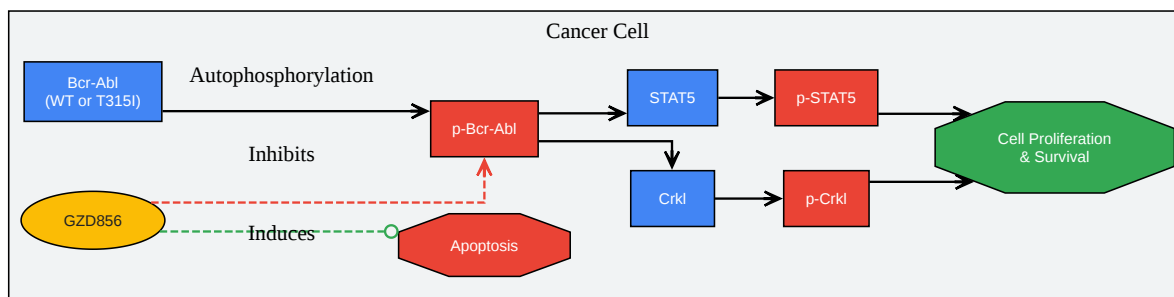 Cancer Cell
Bcr-Abl
(WT or T315I)
Autophosphorylation
p-Bcr-Abl
STAT5
p-STAT5
Cell Proliferation
& Survival
Inhibits
Crkl
p-Crkl
GZD856
Induces
Apoptosis